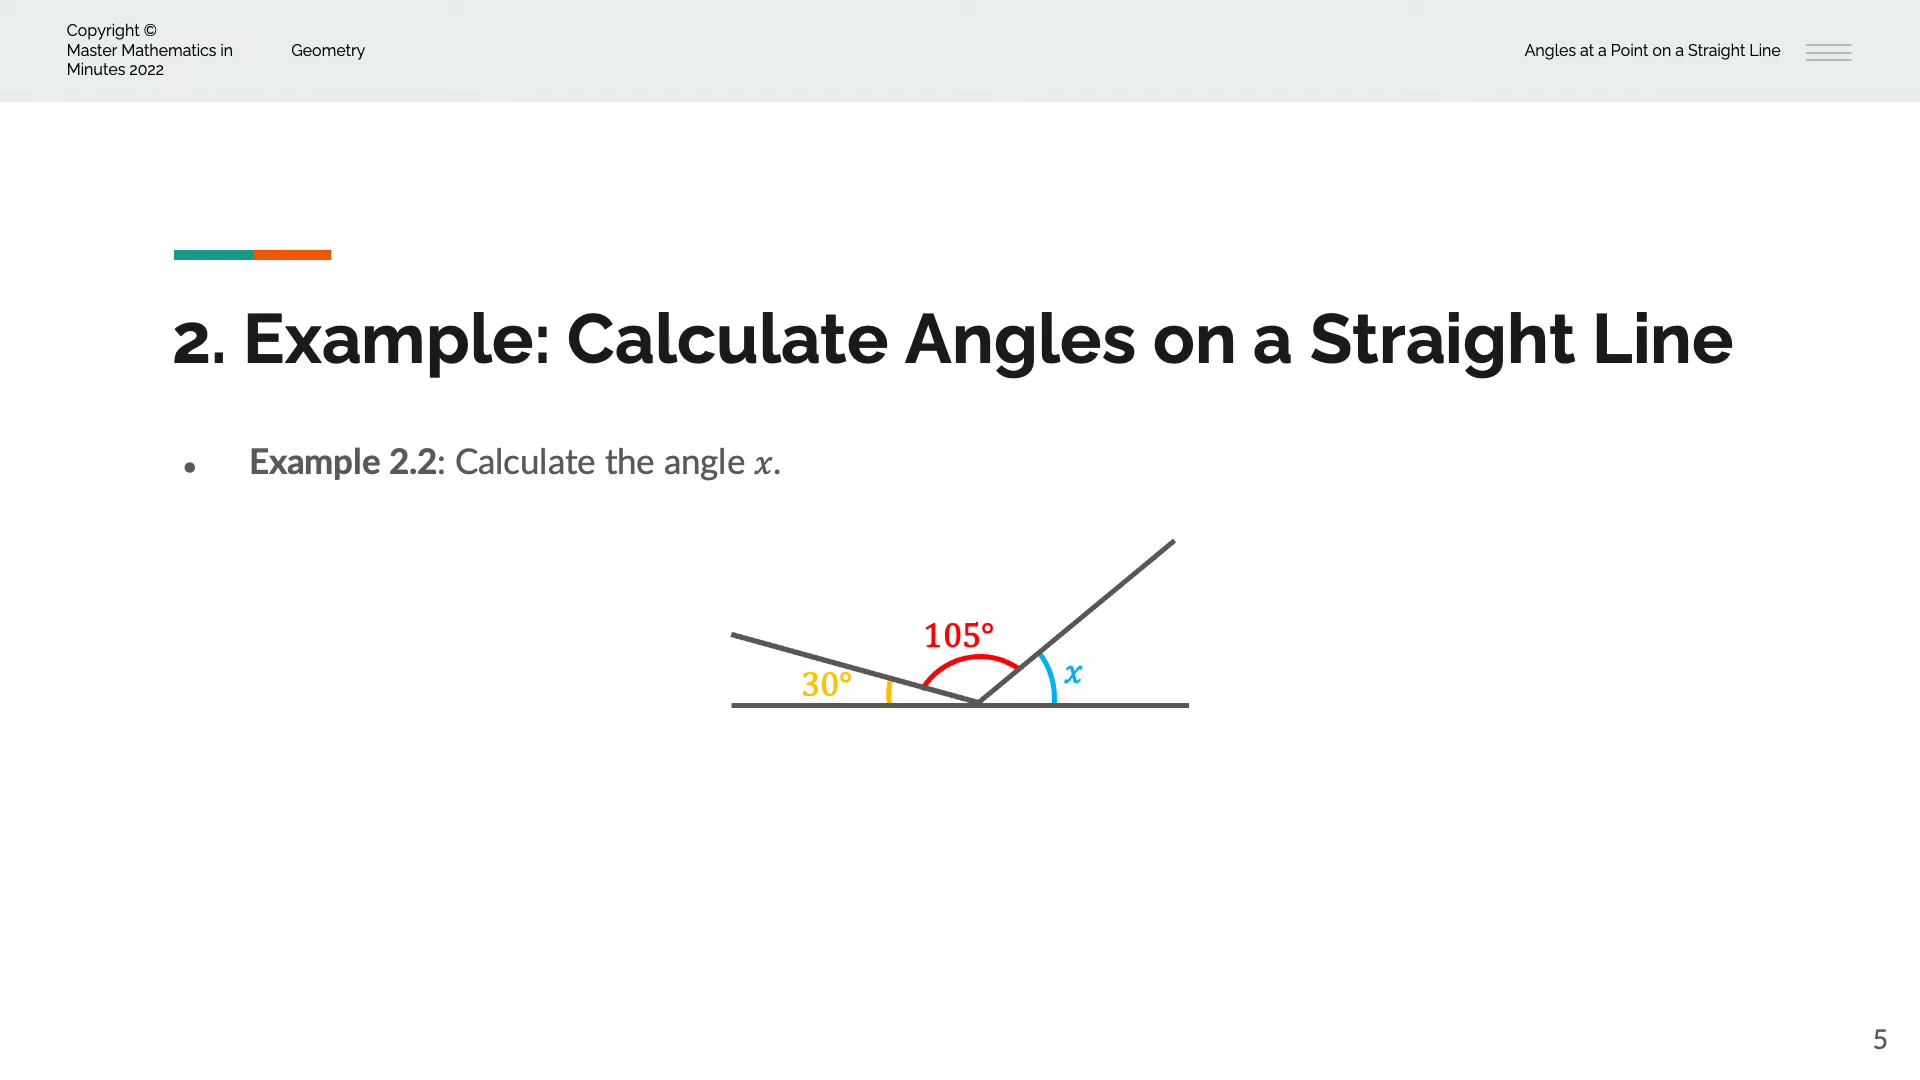 Copyright ©
Master Mathematics in
Minutes 2022
Geometry
Angles at a Point on a Straight Line
2. Example: Calculate Angles on a Straight Line
● Example 2.2: Calculate the angle x.
105°
30°
x
5